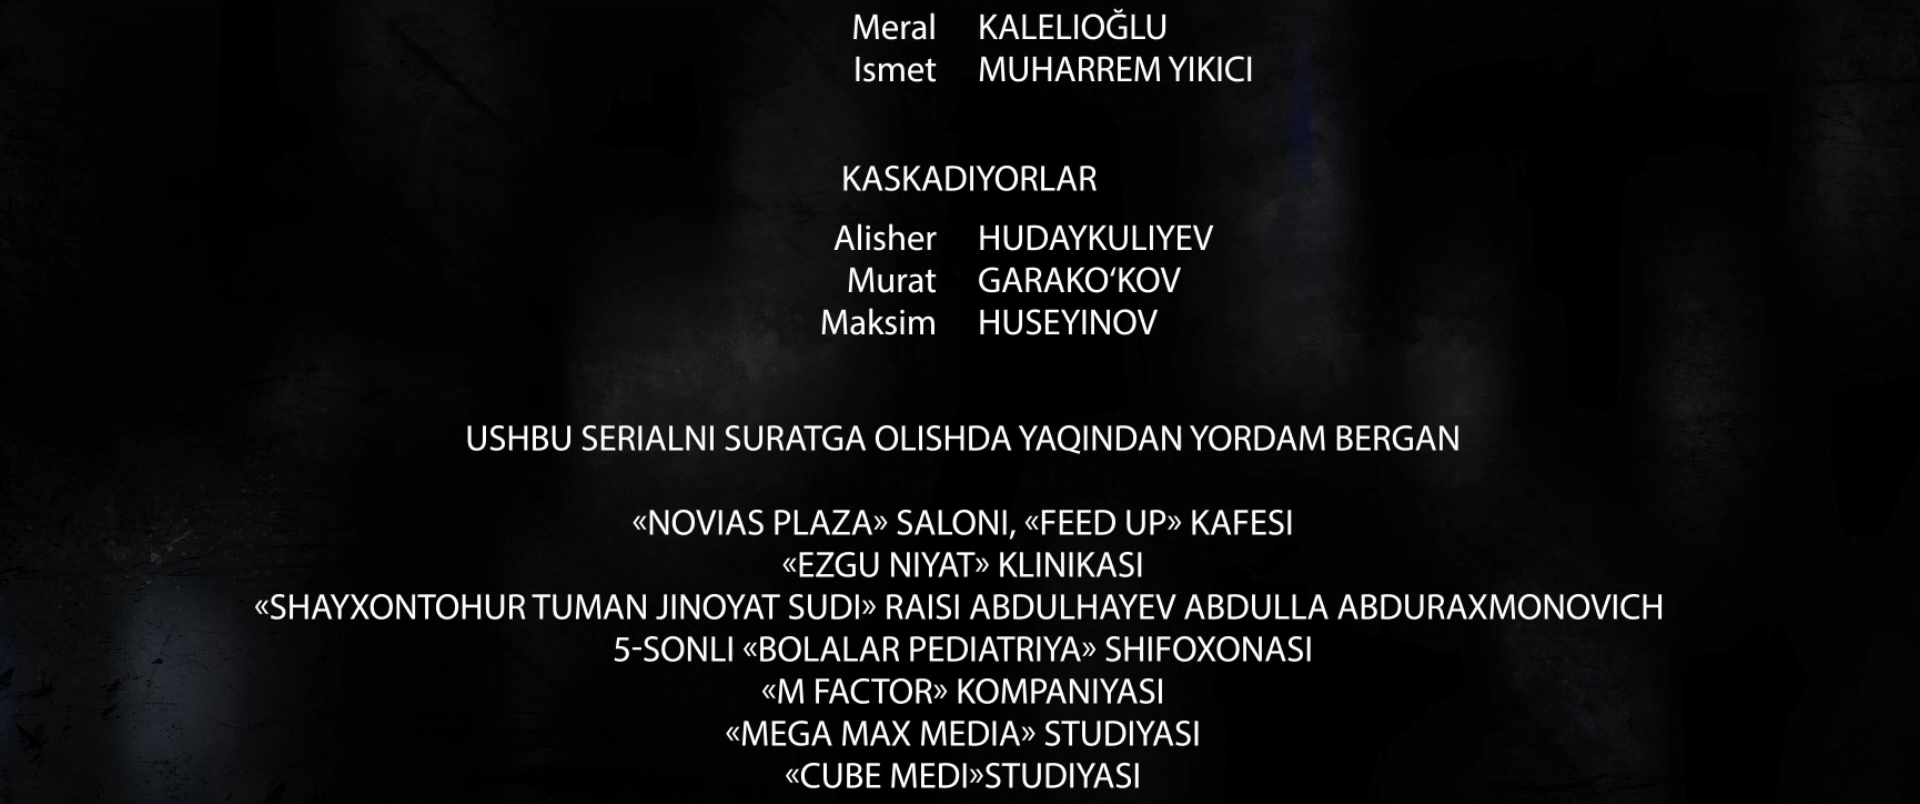 Meral KALELIOĞLU
Ismet MUHARREM YIKICI
KASKADIYORLAR
Alisher HUDAYKULIYEV
Murat GARAKO‘KOV
Maksim HUSEYINOV
USHBU SERIALNI SURATGA OLISHDA YAQINDAN YORDAM BERGAN
«NOVIAS PLAZA» SALONI, «FEED UP» KAFESI
«EZGU NIYAT» KLINIKASI
«SHAYXONTOHUR TUMAN JINOYAT SUDI» RAISI ABDULHAYEV ABDULLA ABDURAXMONOVICH
5-SONLI «BOLALAR PEDIATRIYA» SHIFOXONASI
«M FACTOR» KOMPANIYASI
«MEGA MAX MEDIA» STUDIYASI
«CUBE MEDI»STUDIYASI